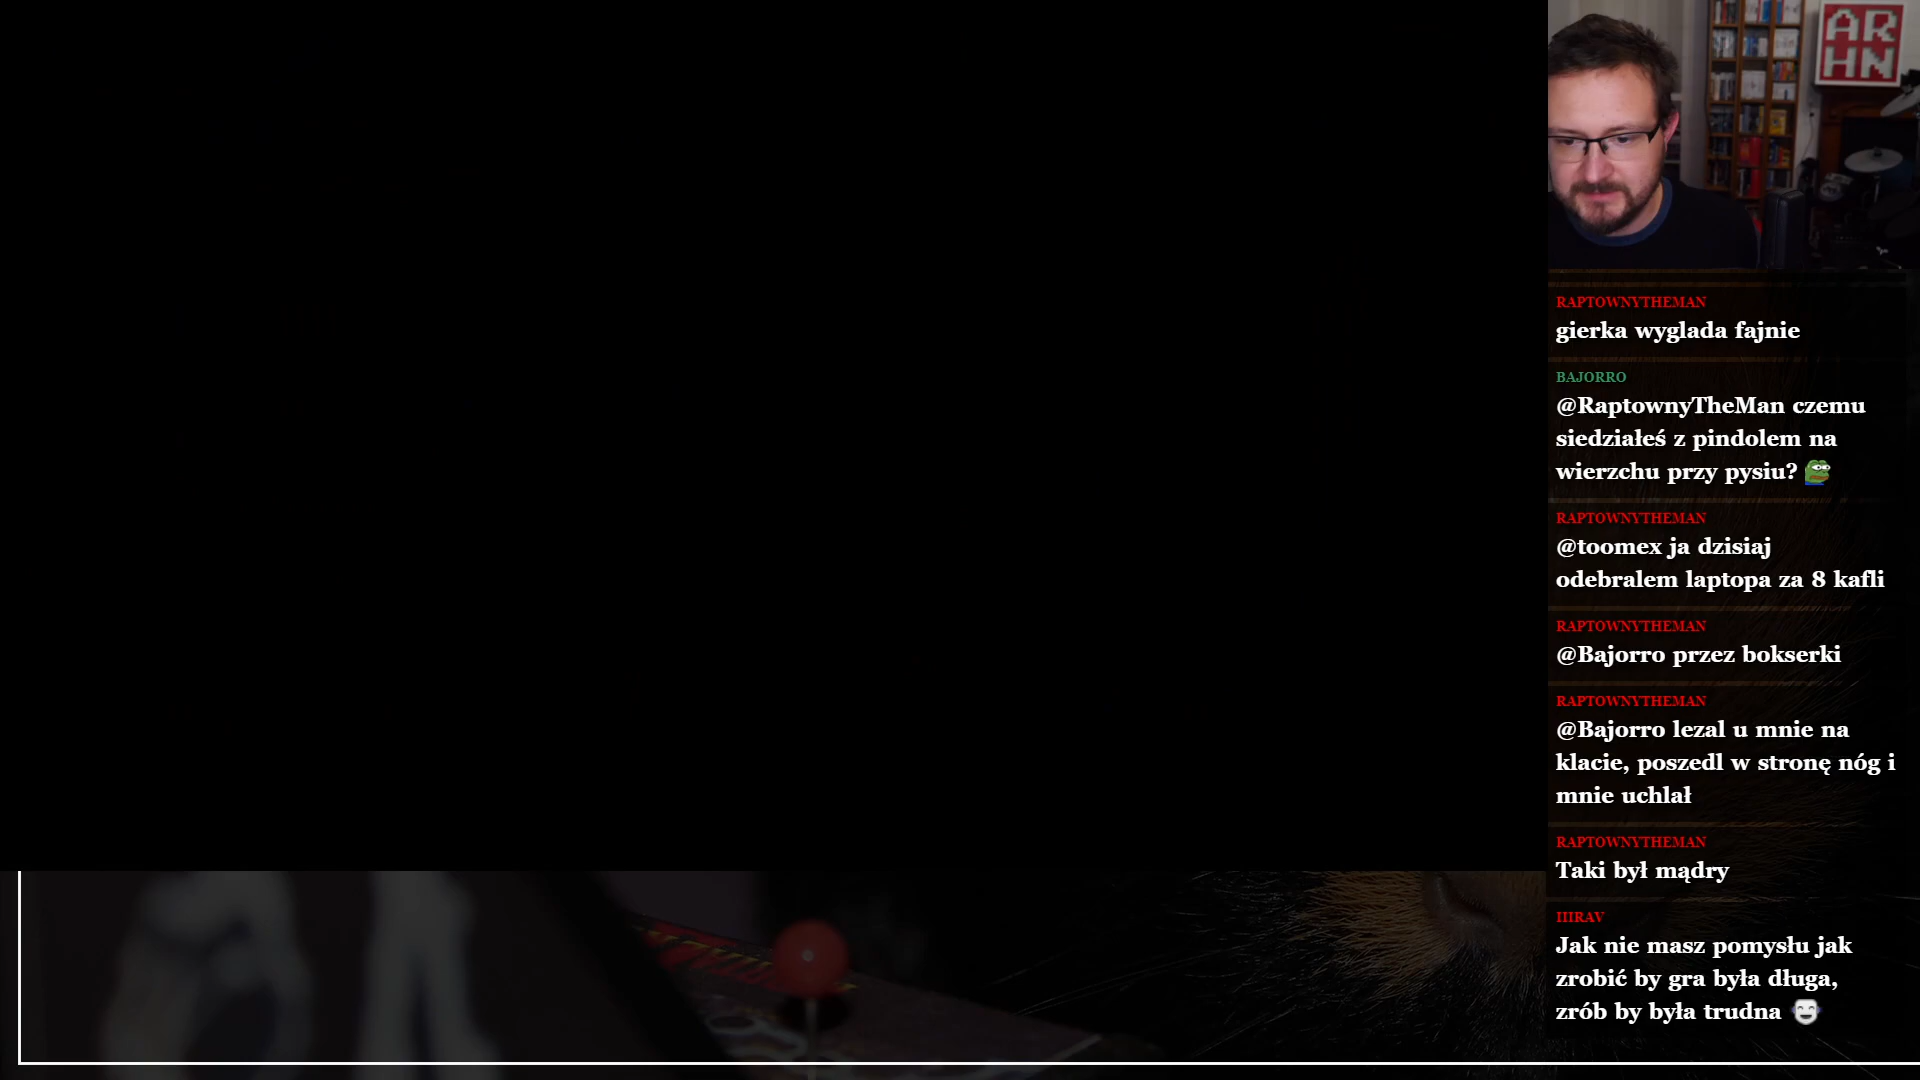 AR
HN
RAPTOWNYTHEMAN
gierka wyglada fajnie
BAJORRO
@RaptownyTheMan czemu
siedziałeś z pindolem na
wierzchu przy pysiu?
RAPTOWNYTHEMAN
@toomex ja dzisiaj
odebralem laptopa za 8 kafli
RAPTOWNYTHEMAN
@Bajorro przez bokserki
RAPTOWNYTHEMAN
@Bajorro lezal u mnie na
klacie, poszedl w stronę nóg i
mnie uchlał
RAPTOWNYTHEMAN
Taki był mądry
IIIRAV
Jak nie masz pomysłu jak
zrobić by gra była długa,
zrób by była trudna